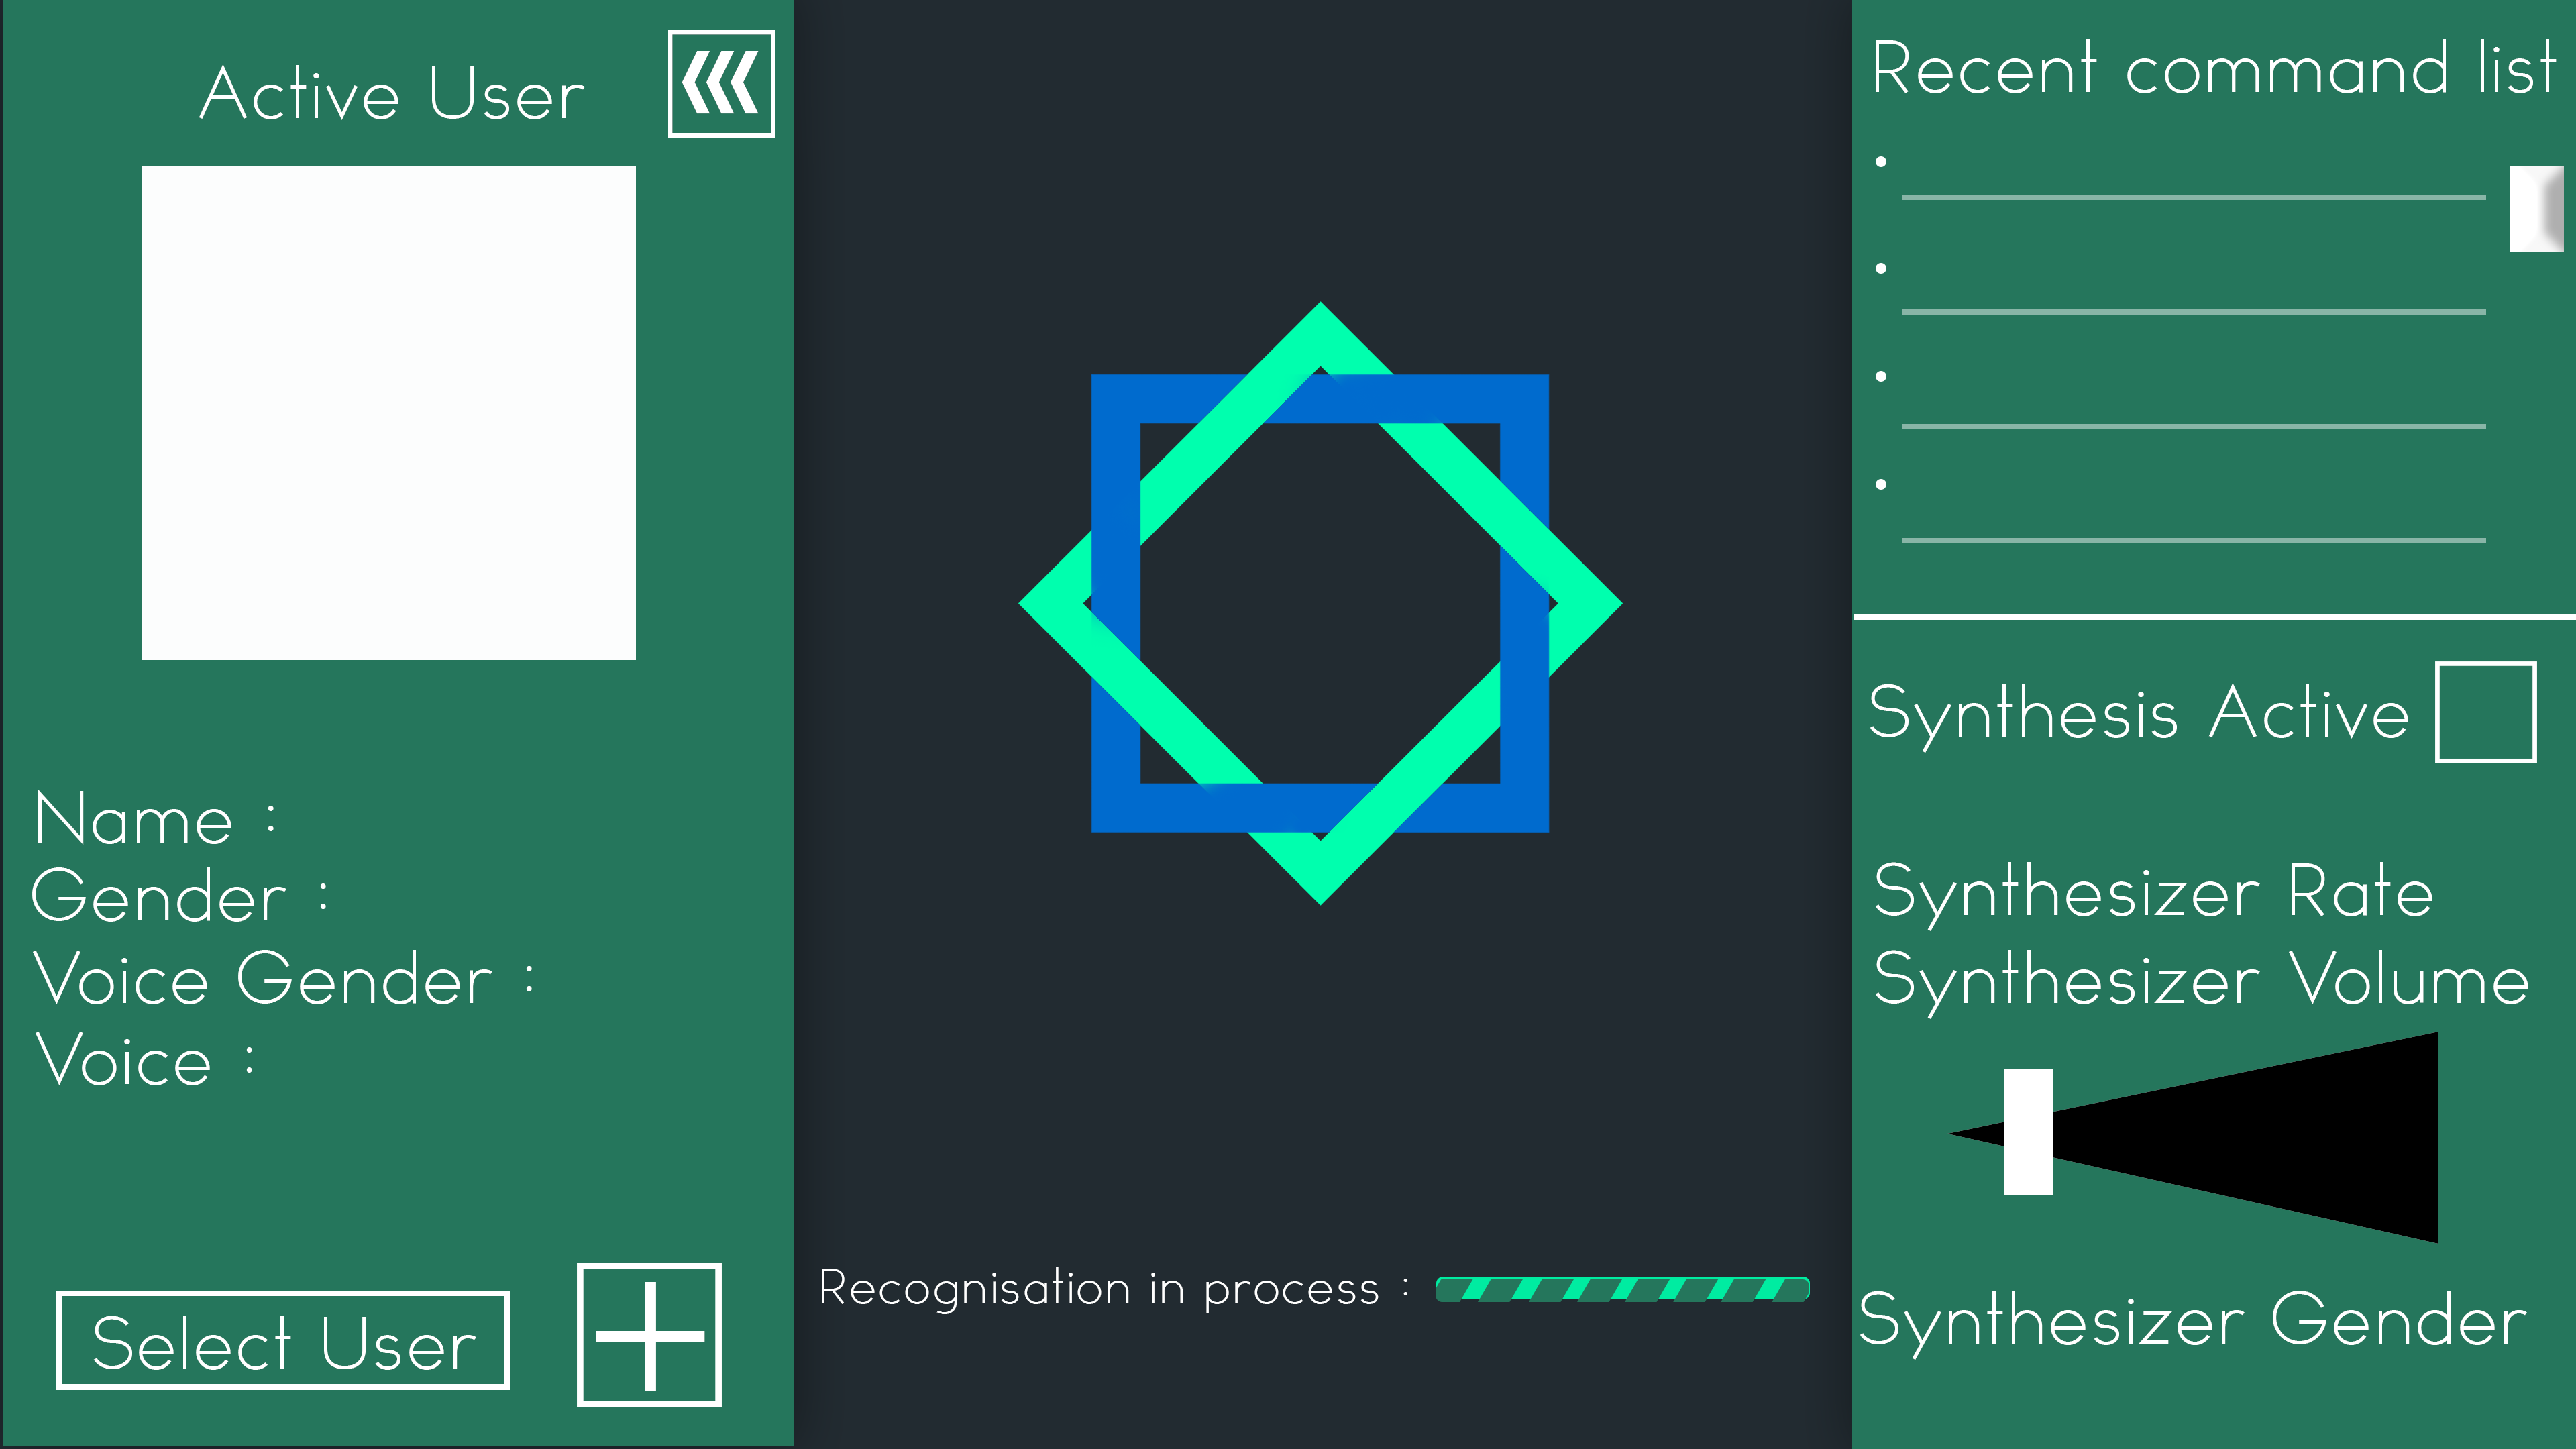 Active User
Name :
Gender :
Voice Gender :
Voice :
Select User
Recognisation in process :
Recent command list
Synthesis Active
Synthesizer Rate
Synthesizer Volume
Synthesizer Gender